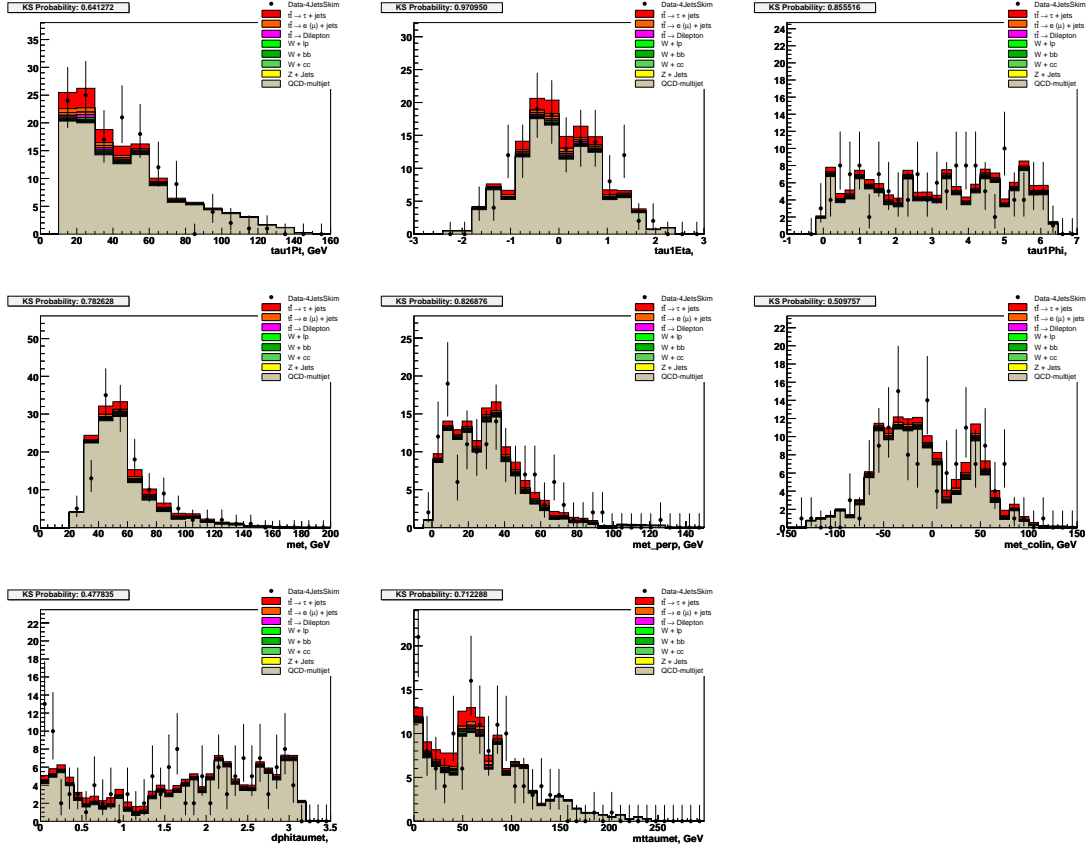 KS Probability: 0.641272
Data-4JetsSkim
tt̄ → τ + jets
tt̄ → e (μ) + jets
tt̄ → Dilepton
W + lp
W + bb
W + cc
Z + Jets
QCD-multijet
35
30
25
20
15
10
5
0
0 20 40 60 80 100 120 140 160
tau1Pt, GeV
KS Probability: 0.970950
Data-4JetsSkim
tt̄ → τ + jets
tt̄ → e (μ) + jets
tt̄ → Dilepton
W + lp
W + bb
W + cc
Z + Jets
QCD-multijet
30
25
20
15
10
5
0
-3 -2 -1 0 1 2 3
tau1Eta,
KS Probability: 0.855516
Data-4JetsSkim
tt̄ → τ + jets
tt̄ → e (μ) + jets
tt̄ → Dilepton
W + lp
W + bb
W + cc
Z + Jets
QCD-multijet
24
22
20
18
16
14
12
10
8
6
4
2
0
-1 0 1 2 3 4 5 6 7
tau1Phi,
KS Probability: 0.782628
Data-4JetsSkim
tt̄ → τ + jets
tt̄ → e (μ) + jets
tt̄ → Dilepton
W + lp
W + bb
W + cc
Z + Jets
QCD-multijet
50
40
30
20
10
0
0 20 40 60 80 100 120 140 160 180 200
met, GeV
KS Probability: 0.826876
Data-4JetsSkim
tt̄ → τ + jets
tt̄ → e (μ) + jets
tt̄ → Dilepton
W + lp
W + bb
W + cc
Z + Jets
QCD-multijet
25
20
15
10
5
0
0 20 40 60 80 100 120 140
met_perp, GeV
KS Probability: 0.509757
Data-4JetsSkim
tt̄ → τ + jets
tt̄ → e (μ) + jets
tt̄ → Dilepton
W + lp
W + bb
W + cc
Z + Jets
QCD-multijet
22
20
18
16
14
12
10
8
6
4
2
0
-150 -100 -50 0 50 100 150
met_colin, GeV
KS Probability: 0.477835
Data-4JetsSkim
tt̄ → τ + jets
tt̄ → e (μ) + jets
tt̄ → Dilepton
W + lp
W + bb
W + cc
Z + Jets
QCD-multijet
22
20
18
16
14
12
10
8
6
4
2
0
0 0.5 1 1.5 2 2.5 3 3.5
dphitaumet,
KS Probability: 0.712288
Data-4JetsSkim
tt̄ → τ + jets
tt̄ → e (μ) + jets
tt̄ → Dilepton
W + lp
W + bb
W + cc
Z + Jets
QCD-multijet
20
15
10
5
0
0 50 100 150 200 250
mttaumet, GeV